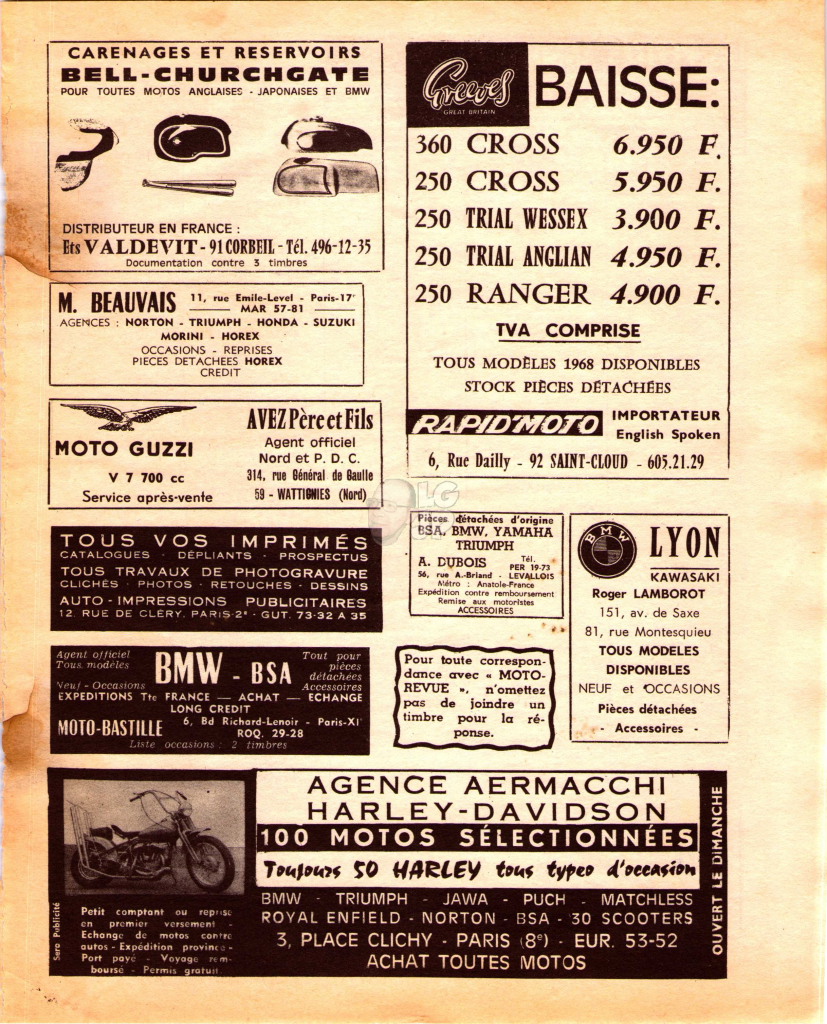 CARENAGES ET RESERVOIRS
BELL-CHURCHGATE
POUR TOUTES MOTOS ANGLAISES - JAPONAISES ET BMW
DISTRIBUTEUR EN FRANCE :
Ets VALDEVIT - 91 CORBEIL - Tél. 496-12-35
Documentation contre 3 timbres
M. BEAUVAIS
11, rue Emile-Level - Paris-17e
MAR 57-81
AGENCES : NORTON - TRIUMPH - HONDA - SUZUKI
MORINI - HOREX
OCCASIONS - REPRISES
PIECES DETACHEES HOREX
CREDIT
MOTO GUZZI
V 7 700 cc
Service après-vente
AVEZ Père et Fils
Agent officiel
Nord et P. D. C.
314, rue Général de Gaulle
59 - WATTIGNIES (Nord)
TOUS VOS IMPRIMÉS
CATALOGUES - DÉPLIANTS - PROSPECTUS
TOUS TRAVAUX DE PHOTOGRAVURE
CLICHÉS - PHOTOS - RETOUCHES - DESSINS
AUTO-IMPRESSIONS PUBLICITAIRES
12, RUE DE CLÉRY. PARIS-2e - GUT. 73-32 A 35
Agent officiel
Tous modèles
BMW - BSA
Tout pour
pièces
détachées
Neuf - Occasions
Accessoires
EXPEDITIONS Tte FRANCE — ACHAT — ECHANGE
LONG CREDIT
MOTO-BASTILLE
6, Bd Richard-Lenoir - Paris-XIe
ROQ. 29-28
Liste occasions : 2 timbres
Greeves
GREAT BRITAIN
BAISSE:
360 CROSS 6.950 F.
250 CROSS 5.950 F.
250 TRIAL WESSEX 3.900 F.
250 TRIAL ANGLIAN 4.950 F.
250 RANGER 4.900 F.
TVA COMPRISE
TOUS MODÈLES 1968 DISPONIBLES
STOCK PIÈCES DÉTACHÉES
RAPID'MOTO
IMPORTATEUR
English Spoken
6, Rue Dailly - 92 SAINT-CLOUD - 605.21.29
LG
Pièces détachées d'origine
BSA, BMW, YAMAHA
TRIUMPH
A. DUBOIS
Tél.
PER 19-73
56, rue A.-Briand - LEVALLOIS
Métro : Anatole-France
Expédition contre remboursement
Remise aux motoristes
ACCESSOIRES
Pour toute correspon-
dance avec « MOTO-
REVUE », n'omettez
pas de joindre un
timbre pour la ré-
ponse.
BMW
LYON
KAWASAKI
Roger LAMBOROT
151, av. de Saxe
81, rue Montesquieu
TOUS MODELES
DISPONIBLES
NEUF et OCCASIONS
Pièces détachées
- Accessoires -
AGENCE AERMACCHI
HARLEY-DAVIDSON
100 MOTOS SÉLECTIONNÉES
Toujours 50 HARLEY tous types d'occasion
BMW - TRIUMPH - JAWA - PUCH - MATCHLESS
ROYAL ENFIELD - NORTON - BSA - 30 SCOOTERS
3, PLACE CLICHY - PARIS (8e) - EUR. 53-52
ACHAT TOUTES MOTOS
OUVERT LE DIMANCHE
Petit comptant ou reprise
en premier versement -
Echange de motos contre
autos - Expédition province -
Port payé - Voyage rem-
boursé - Permis gratuit
Publicité